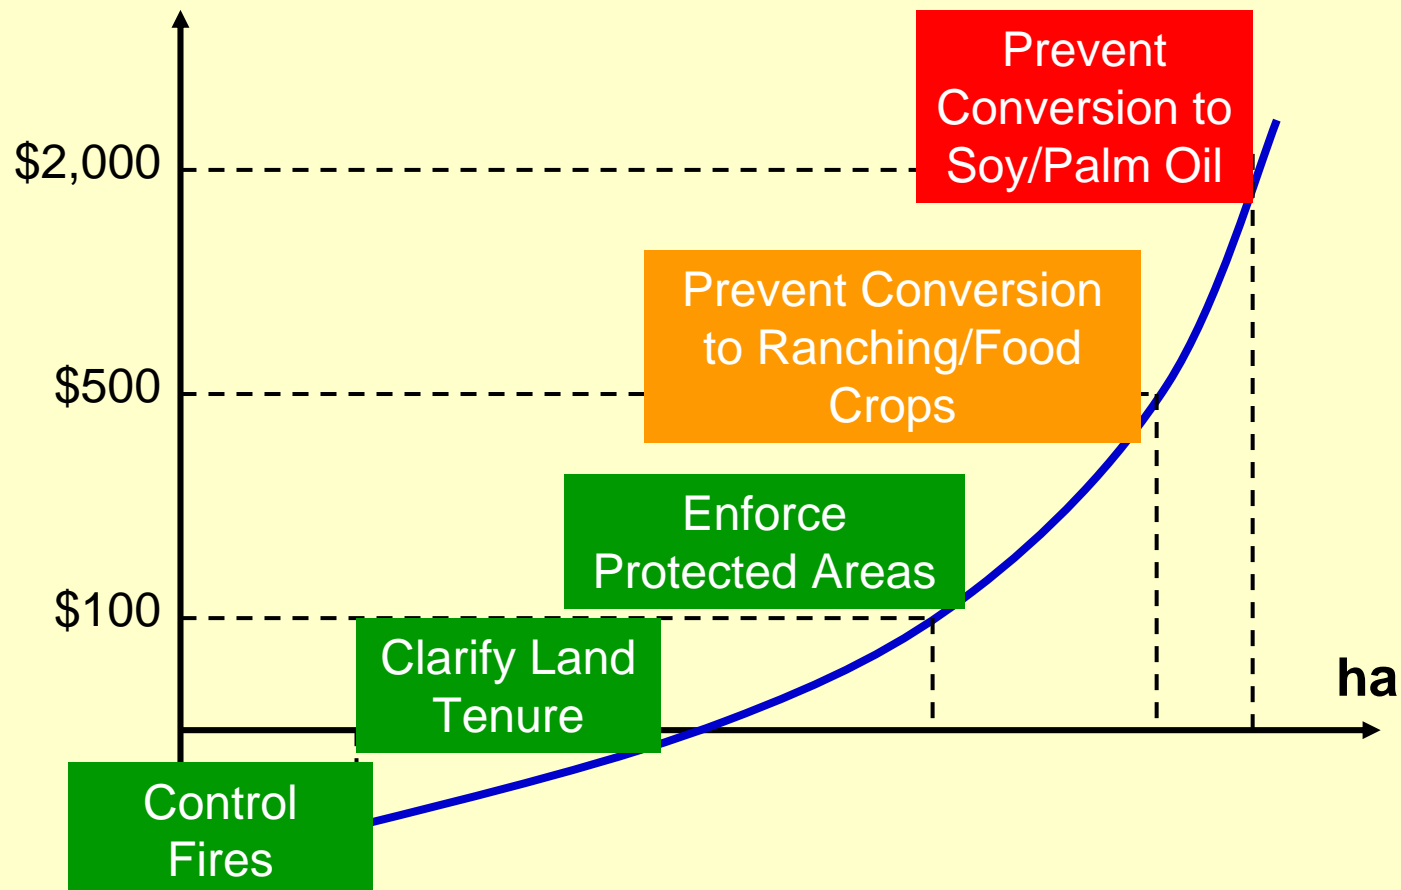 Prevent
Conversion to
Soy/Palm Oil
$2,000
Prevent Conversion
to Ranching/Food
Crops
$500
Enforce
Protected Areas
$100
Clarify Land
Tenure
ha
Control
Fires